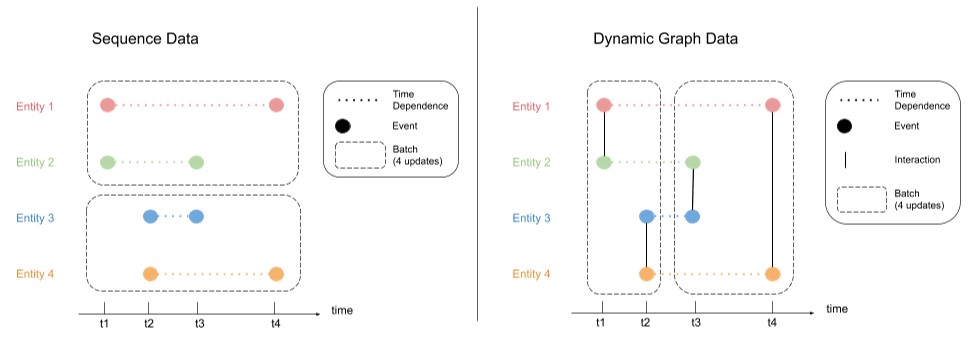 Sequence Data
Entity 1
Entity 2
Entity 3
Entity 4
Time
Dependence
Event
Batch
(4 updates)
t1
t2
t3
t4
time
Dynamic Graph Data
Entity 1
Entity 2
Entity 3
Entity 4
Time
Dependence
Event
Interaction
Batch
(4 updates)
t1
t2
t3
t4
time